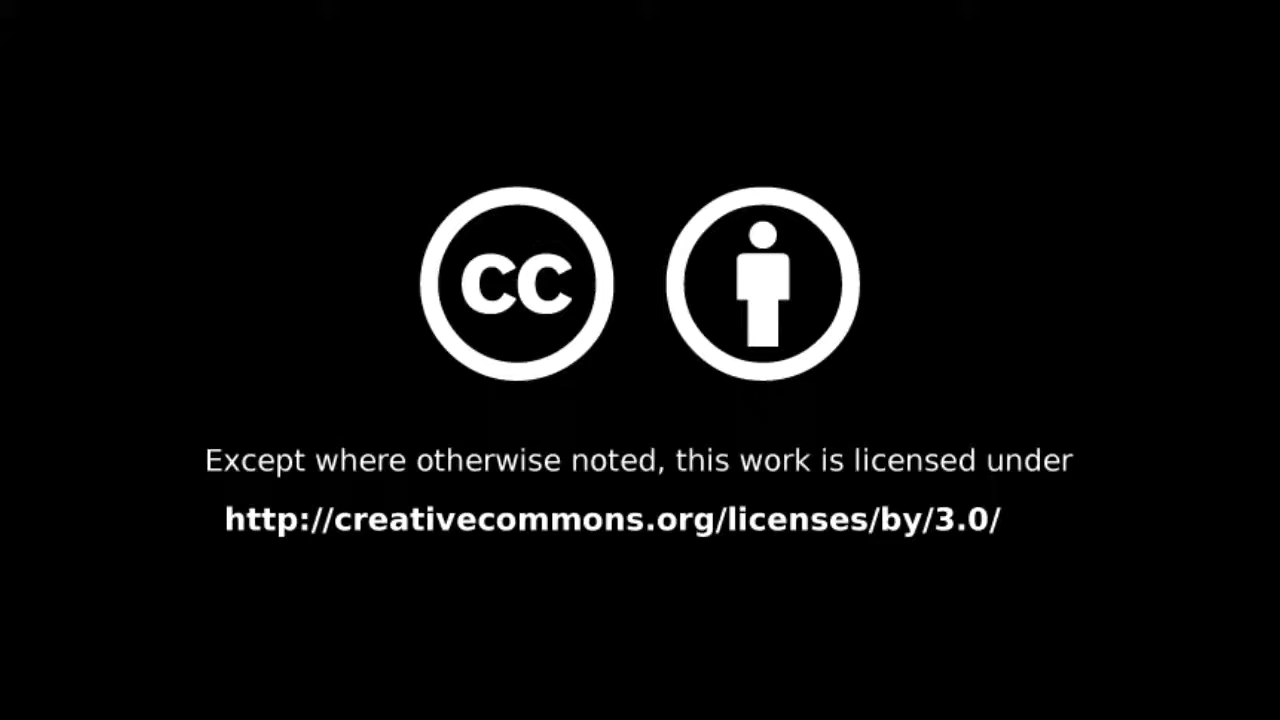 cc
Except where otherwise noted, this work is licensed under
http://creativecommons.org/licenses/by/3.0/